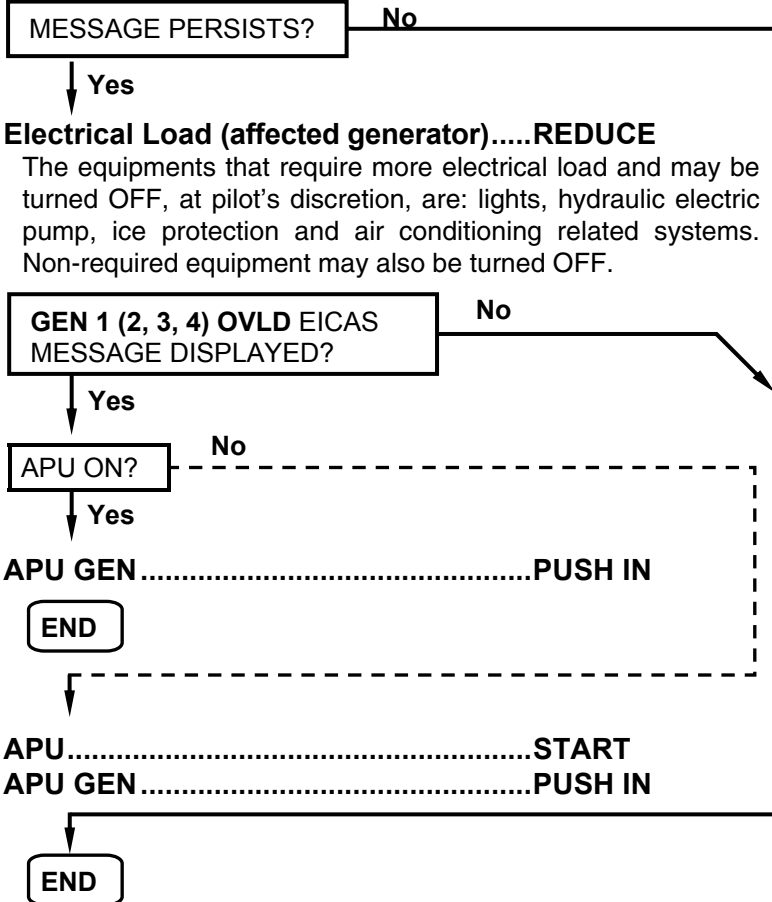 MESSAGE PERSISTS?
No
Yes
Electrical Load (affected generator).....REDUCE
The equipments that require more electrical load and may be
turned OFF, at pilot's discretion, are: lights, hydraulic electric
pump, ice protection and air conditioning related systems.
Non-required equipment may also be turned OFF.
GEN 1 (2, 3, 4) OVLD EICAS
MESSAGE DISPLAYED?
No
Yes
APU ON?
No
Yes
APU GEN................................................PUSH IN
END
APU.........................................................START
APU GEN................................................PUSH IN
END